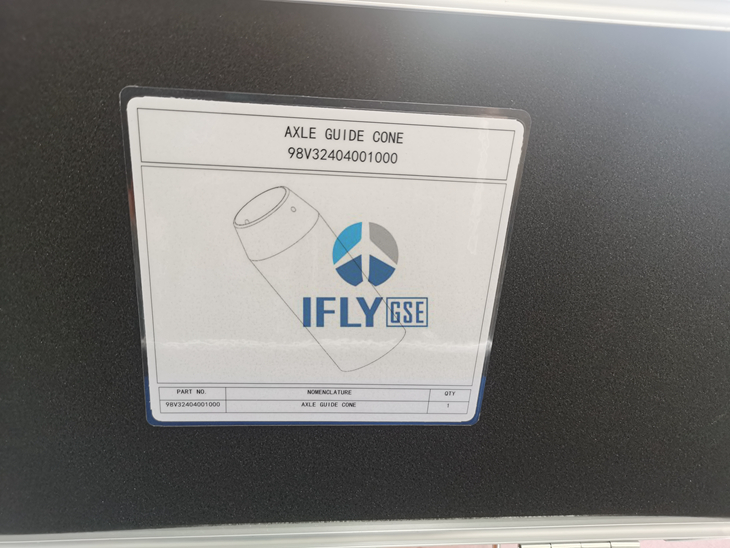 AXLE GUIDE CONE
98V32404001000
IFLY GSE
PART NO. NOMENCLATURE QTY
98V32404001000 AXLE GUIDE CONE 1